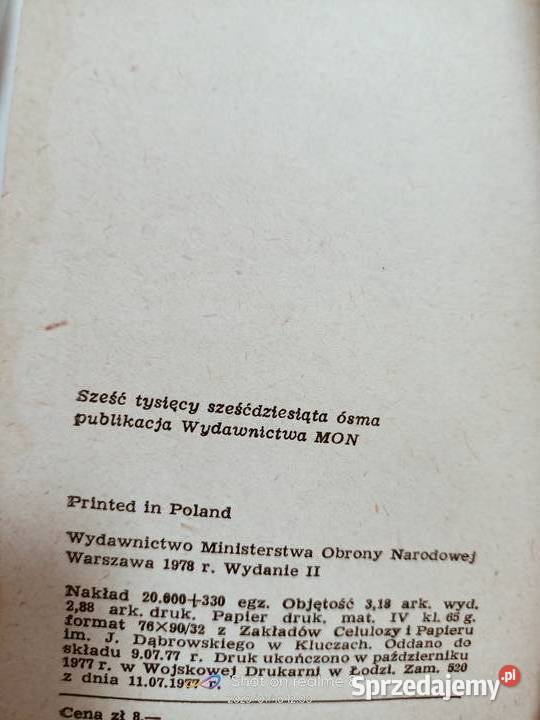 Sześć tysięcy sześćdziesiąta ósma
publikacja Wydawnictwa MON
Printed in Poland
Wydawnictwo Ministerstwa Obrony Narodowej
Warszawa 1978 r. Wydanie II
Nakład 20.000+330 egz. Objętość 3,18 ark. wyd.
2,88 ark. druk. Papier druk. mat. IV kl. 65 g.
format 76×90/32 z Zakładów Celulozy i Papieru
im. J. Dąbrowskiego w Kluczach. Oddano do
składu 9.07.77 r. Druk ukończono w październiku
1977 r. w Wojskowej Drukarni w Łodzi. Zam. 520
z dnia 11.07.1977 r.
Shot on realme
Sprzedajemy.pl
Cena zł 8.—